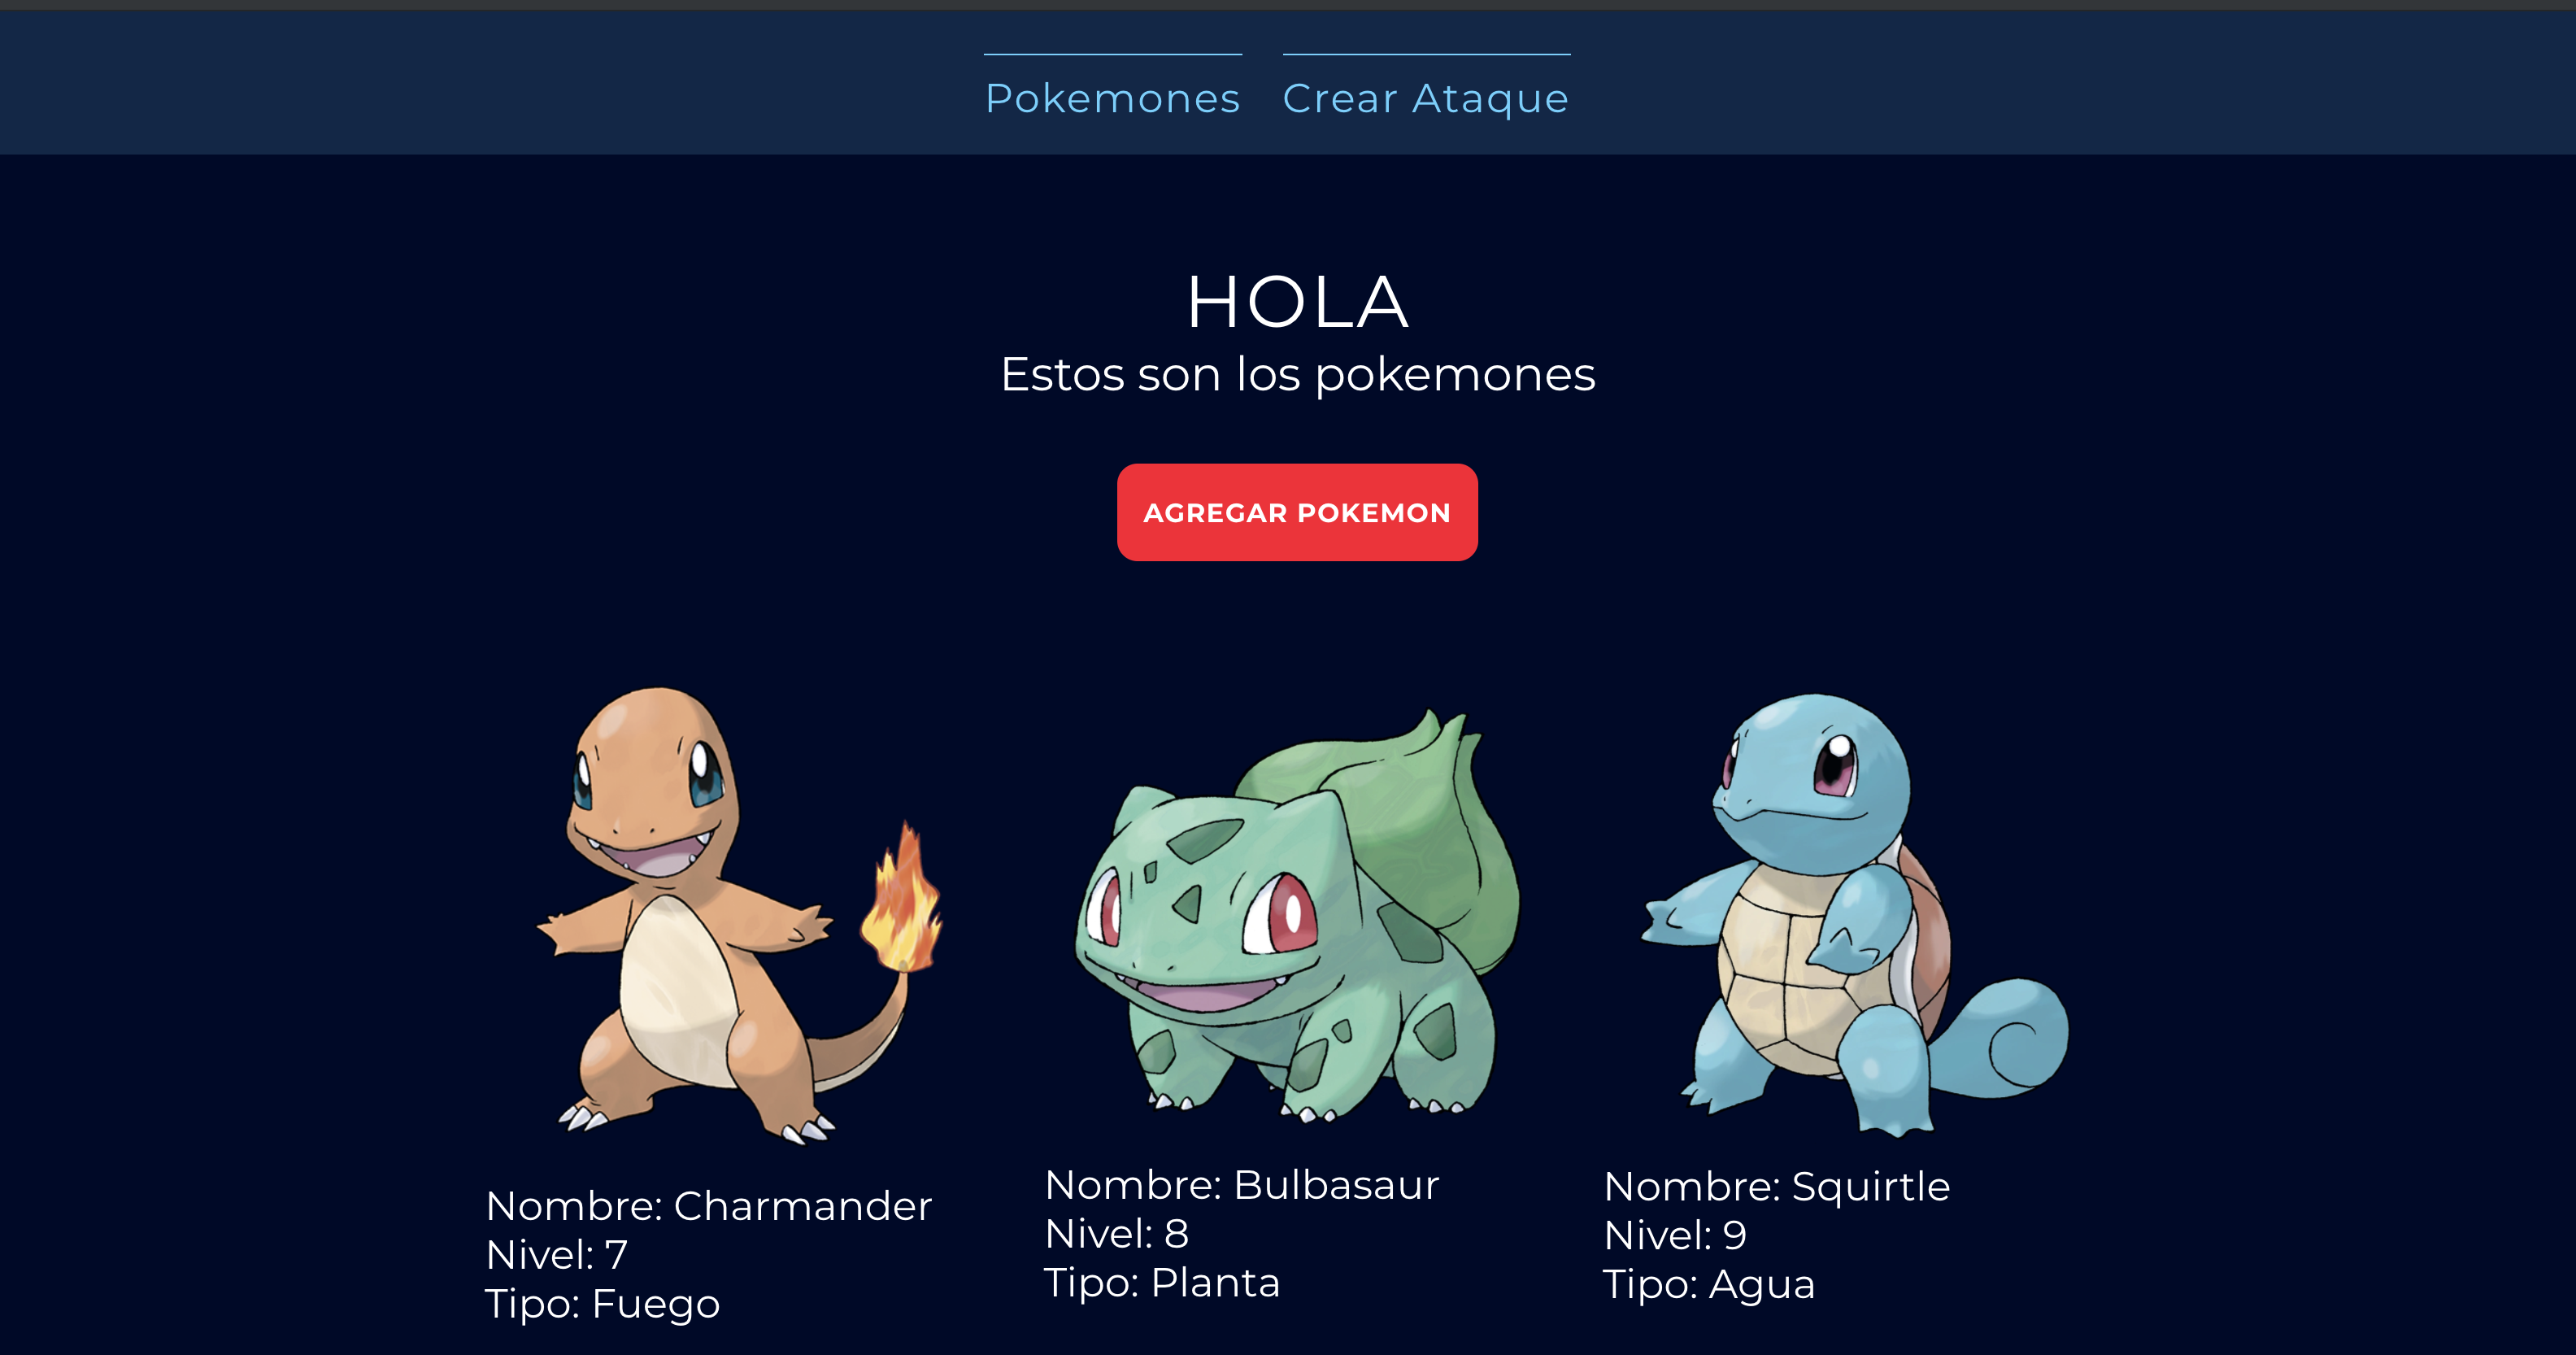 Pokemones
Crear Ataque
HOLA
Estos son los pokemones
AGREGAR POKEMON
Nombre: Charmander
Nivel: 7
Tipo: Fuego
Nombre: Bulbasaur
Nivel: 8
Tipo: Planta
Nombre: Squirtle
Nivel: 9
Tipo: Agua